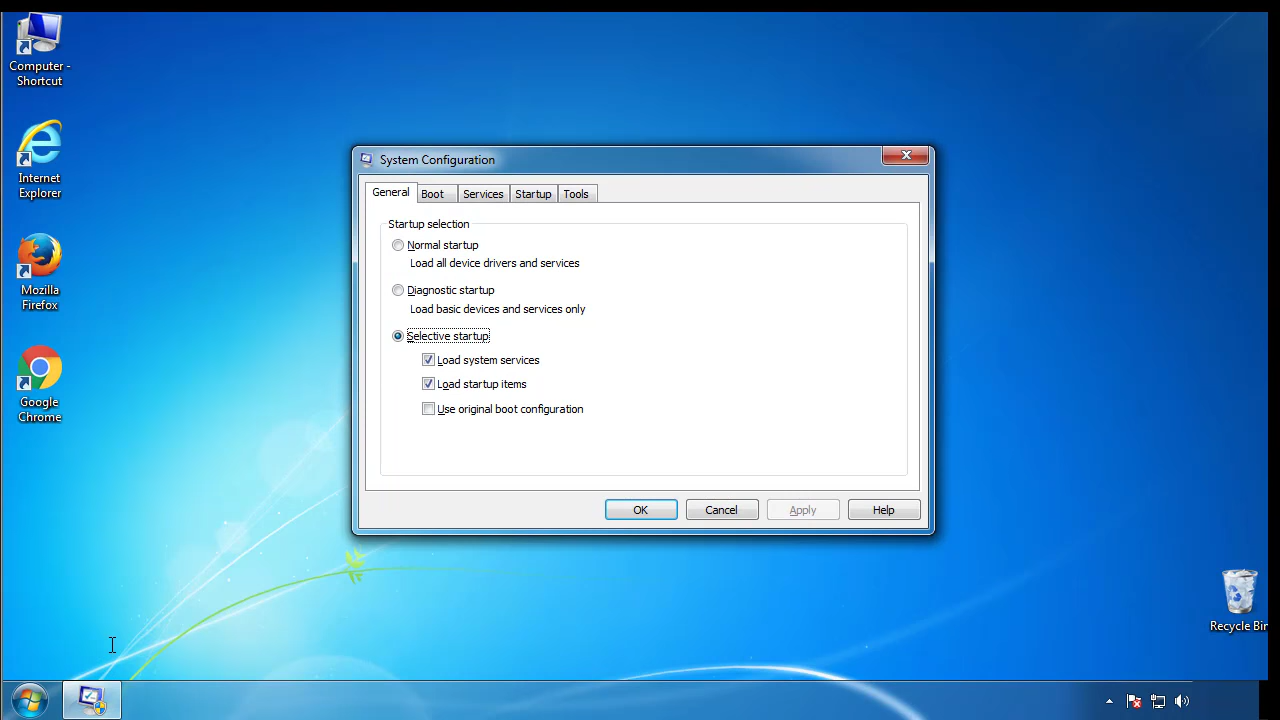 Computer -
Shortcut
Internet
Explorer
Mozilla
Firefox
Google
Chrome
System Configuration
General Boot Services Startup Tools
Startup selection
Normal startup
Load all device drivers and services
Diagnostic startup
Load basic devices and services only
Selective startup
Load system services
Load startup items
Use original boot configuration
OK Cancel Apply Help
Recycle Bin